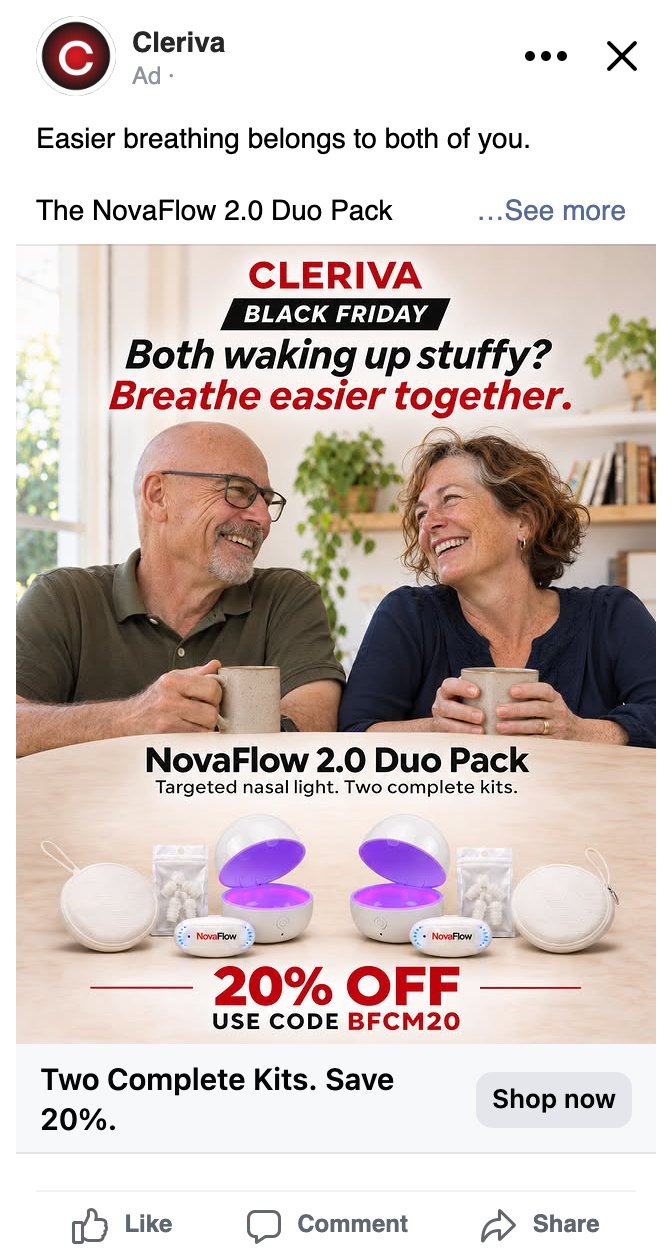 C
Cleriva
Ad ·
Easier breathing belongs to both of you.
The NovaFlow 2.0 Duo Pack
...See more
CLERIVA
BLACK FRIDAY
Both waking up stuffy?
Breathe easier together.
NovaFlow 2.0 Duo Pack
Targeted nasal light. Two complete kits.
NovaFlow
NovaFlow
20% OFF
USE CODE BFCM20
Two Complete Kits. Save
20%.
Shop now
Like
Comment
Share